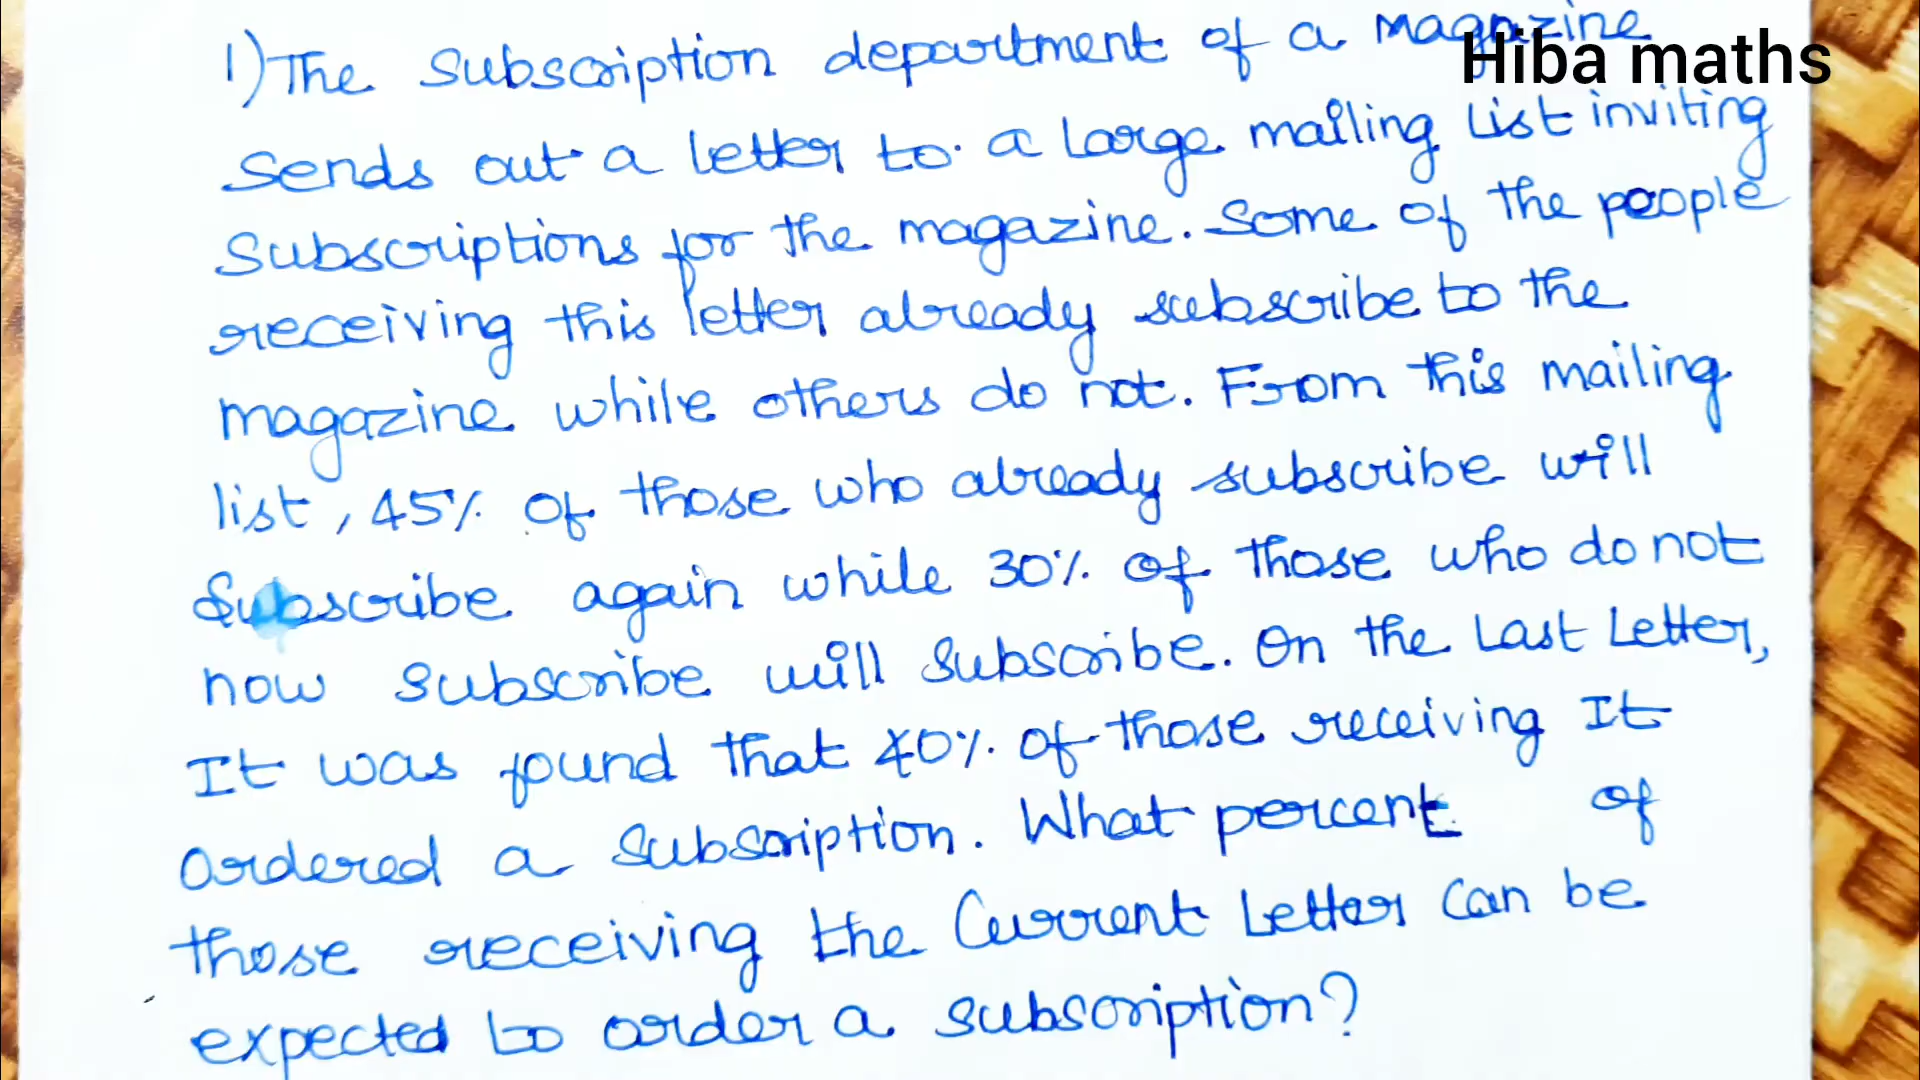 Hiba maths
1) The subscription department of a magazine
sends out a letter to a large mailing list inviting
subscriptions for the magazine. Some of the people
receiving this letter already subscribe to the
magazine while others do not. From this mailing
list, 45% of those who already subscribe will
subscribe again while 30% of those who do not
now subscribe will subscribe. On the Last Letter,
It was found that 40% of those receiving It
ordered a subscription. What percent of
those receiving the Current Letter can be
expected to order a subscription?